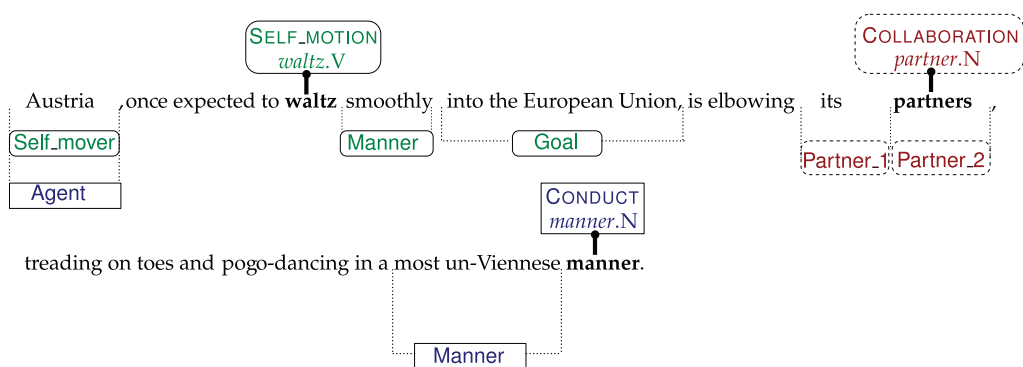 SELF_MOTION COLLABORATION
waltz.V partner.N
Austria , once expected to waltz smoothly into the European Union, is elbowing its partners ,
Self_mover Manner Goal Partner_1 Partner_2
Agent
CONDUCT
manner.N
treading on toes and pogo-dancing in a most un-Viennese manner.
Manner